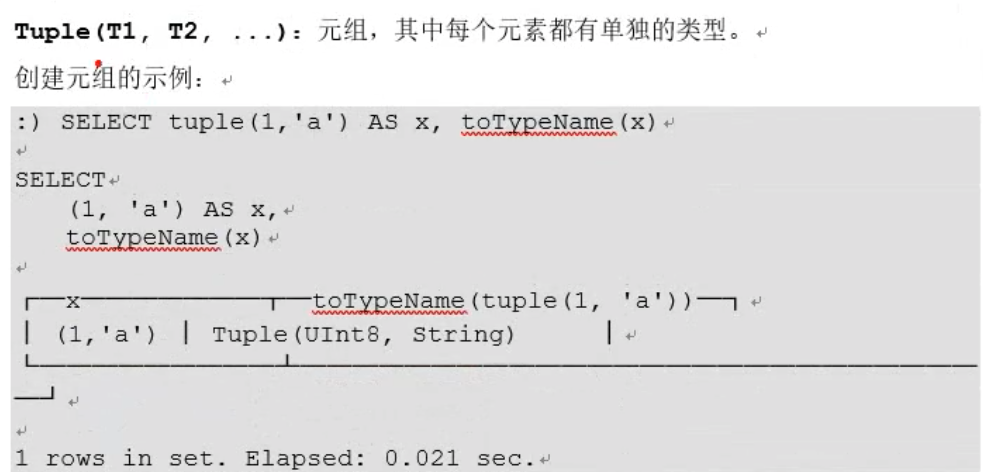 Tuple(T1, T2, ...): 元组，其中每个元素都有单独的类型。
创建元组的示例：
:) SELECT tuple(1,'a') AS x, toTypeName(x)
SELECT
    (1, 'a') AS x,
    toTypeName(x)
┌──x─────────────┬──toTypeName(tuple(1, 'a'))──┐
│ (1,'a') │ Tuple(UInt8, String)      │
└────────────────┴──────────────────────────────────────────
──┘
1 rows in set. Elapsed: 0.021 sec.